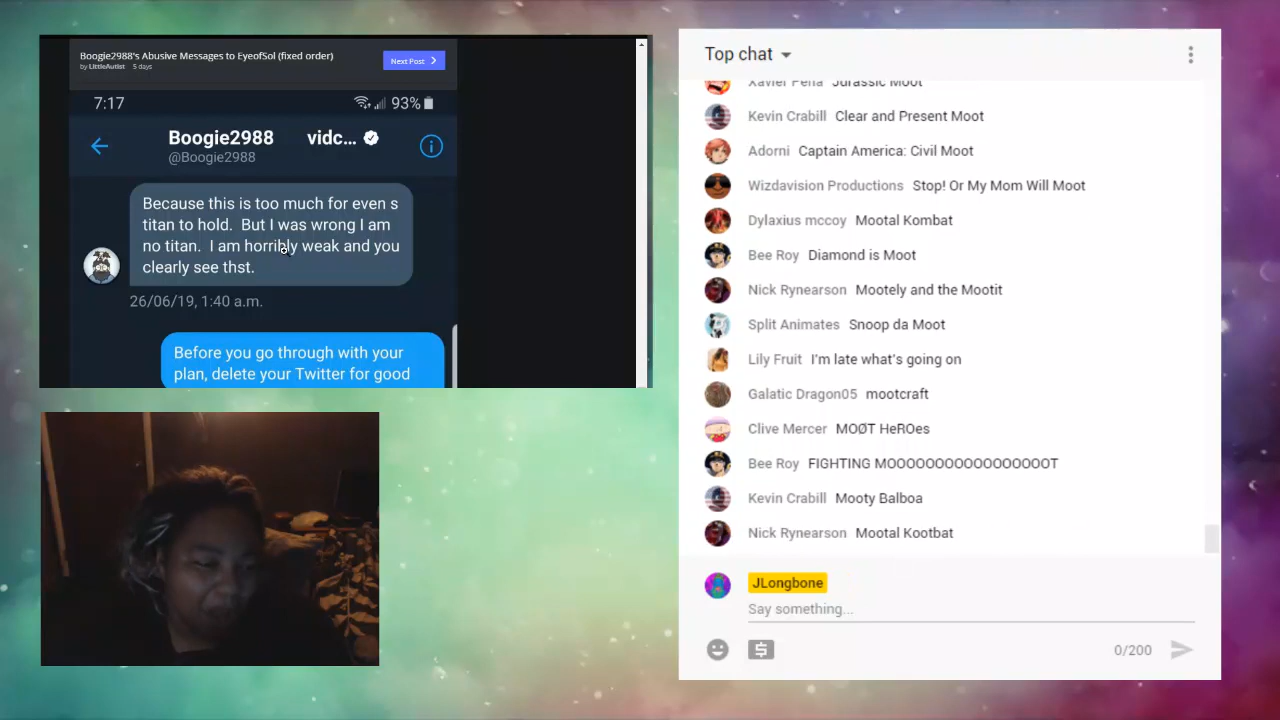 Boogie2988's Abusive Messages to EyeofSol (fixed order)
by LittleAutist 5 days
Next Post
7:17
93%
Boogie2988 vidc...
@Boogie2988
Because this is too much for even s
titan to hold. But I was wrong I am
no titan. I am horribly weak and you
clearly see thst.
26/06/19, 1:40 a.m.
Before you go through with your
plan, delete your Twitter for good
Top chat
Xavier Pena Jurassic Moot
Kevin Crabill Clear and Present Moot
Adorni Captain America: Civil Moot
Wizdavision Productions Stop! Or My Mom Will Moot
Dylaxius mccoy Mootal Kombat
Bee Roy Diamond is Moot
Nick Rynearson Mootely and the Mootit
Split Animates Snoop da Moot
Lily Fruit I'm late what's going on
Galatic Dragon05 mootcraft
Clive Mercer MOØT HeROes
Bee Roy FIGHTING MOOOOOOOOOOOOOOOOOT
Kevin Crabill Mooty Balboa
Nick Rynearson Mootal Kootbat
JLongbone
Say something...
0/200